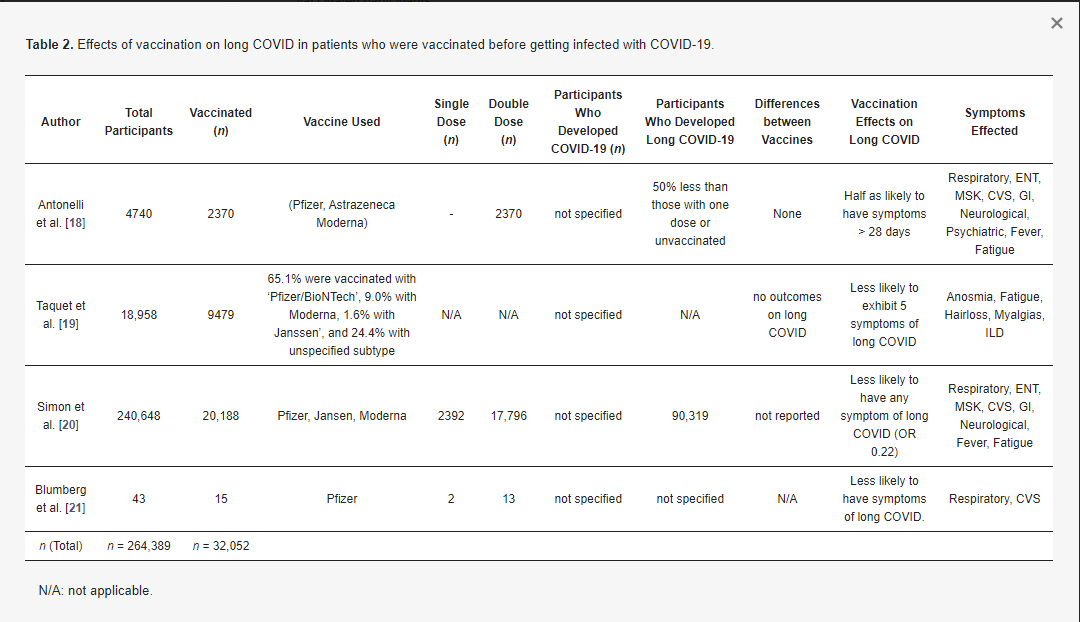 Table 2. Effects of vaccination on long COVID in patients who were vaccinated before getting infected with COVID-19.
Author
Total
Participants
Vaccinated
(n)
Vaccine Used
Single
Dose
(n)
Double
Dose
(n)
Participants
Who
Developed
COVID-19 (n)
Participants
Who Developed
Long COVID-19
Differences
between
Vaccines
Vaccination
Effects on
Long COVID
Symptoms
Effected
Antonelli
et al. [18]
4740
2370
(Pfizer, Astrazeneca
Moderna)
-
2370
not specified
50% less than
those with one
dose or
unvaccinated
None
Half as likely to
have symptoms
> 28 days
Respiratory, ENT,
MSK, CVS, GI,
Neurological,
Psychiatric, Fever,
Fatigue
Taquet et
al. [19]
18,958
9479
65.1% were vaccinated with
‘Pfizer/BioNTech’, 9.0% with
Moderna, 1.6% with
Janssen’, and 24.4% with
unspecified subtype
N/A
N/A
not specified
N/A
no outcomes
on long
COVID
Less likely to
exhibit 5
symptoms of
long COVID
Anosmia, Fatigue,
Hairloss, Myalgias,
ILD
Simon et
al. [20]
240,648
20,188
Pfizer, Jansen, Moderna
2392
17,796
not specified
90,319
not reported
Less likely to
have any
symptom of long
COVID (OR
0.22)
Respiratory, ENT,
MSK, CVS, GI,
Neurological,
Fever, Fatigue
Blumberg
et al. [21]
43
15
Pfizer
2
13
not specified
not specified
N/A
Less likely to
have symptoms
of long COVID.
Respiratory, CVS
n (Total)
n = 264,389
n = 32,052
N/A: not applicable.